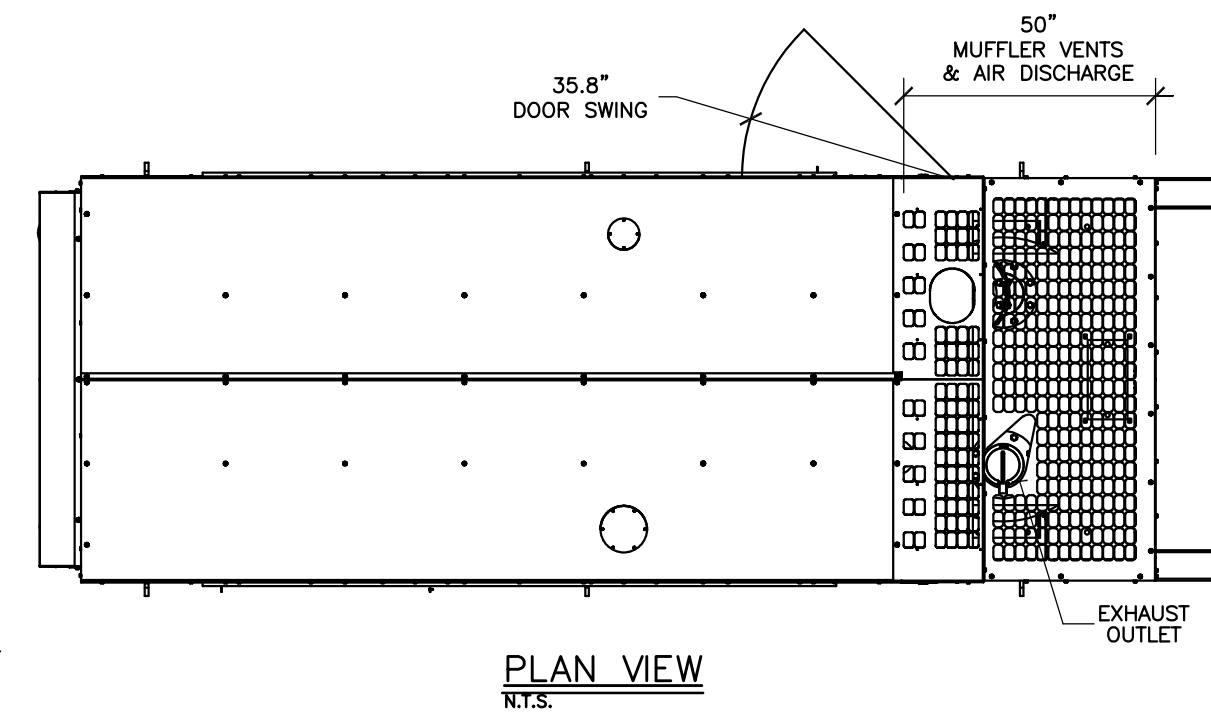 50”
MUFFLER VENTS
& AIR DISCHARGE
35.8”
DOOR SWING
EXHAUST
OUTLET
PLAN VIEW
N.T.S.